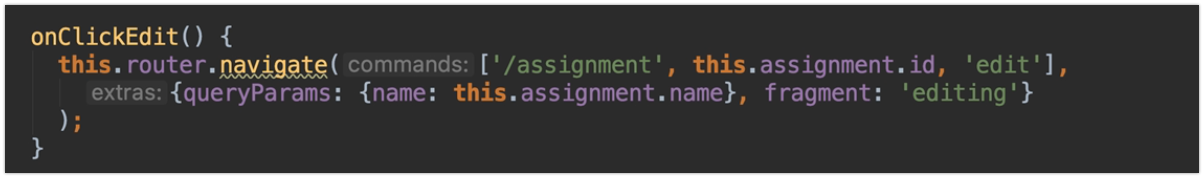 onClickEdit() {
this.router.navigate( commands: ['/assignment', this.assignment.id, 'edit'],
extras: {queryParams: {name: this.assignment.name}, fragment: 'editing'}
);
}